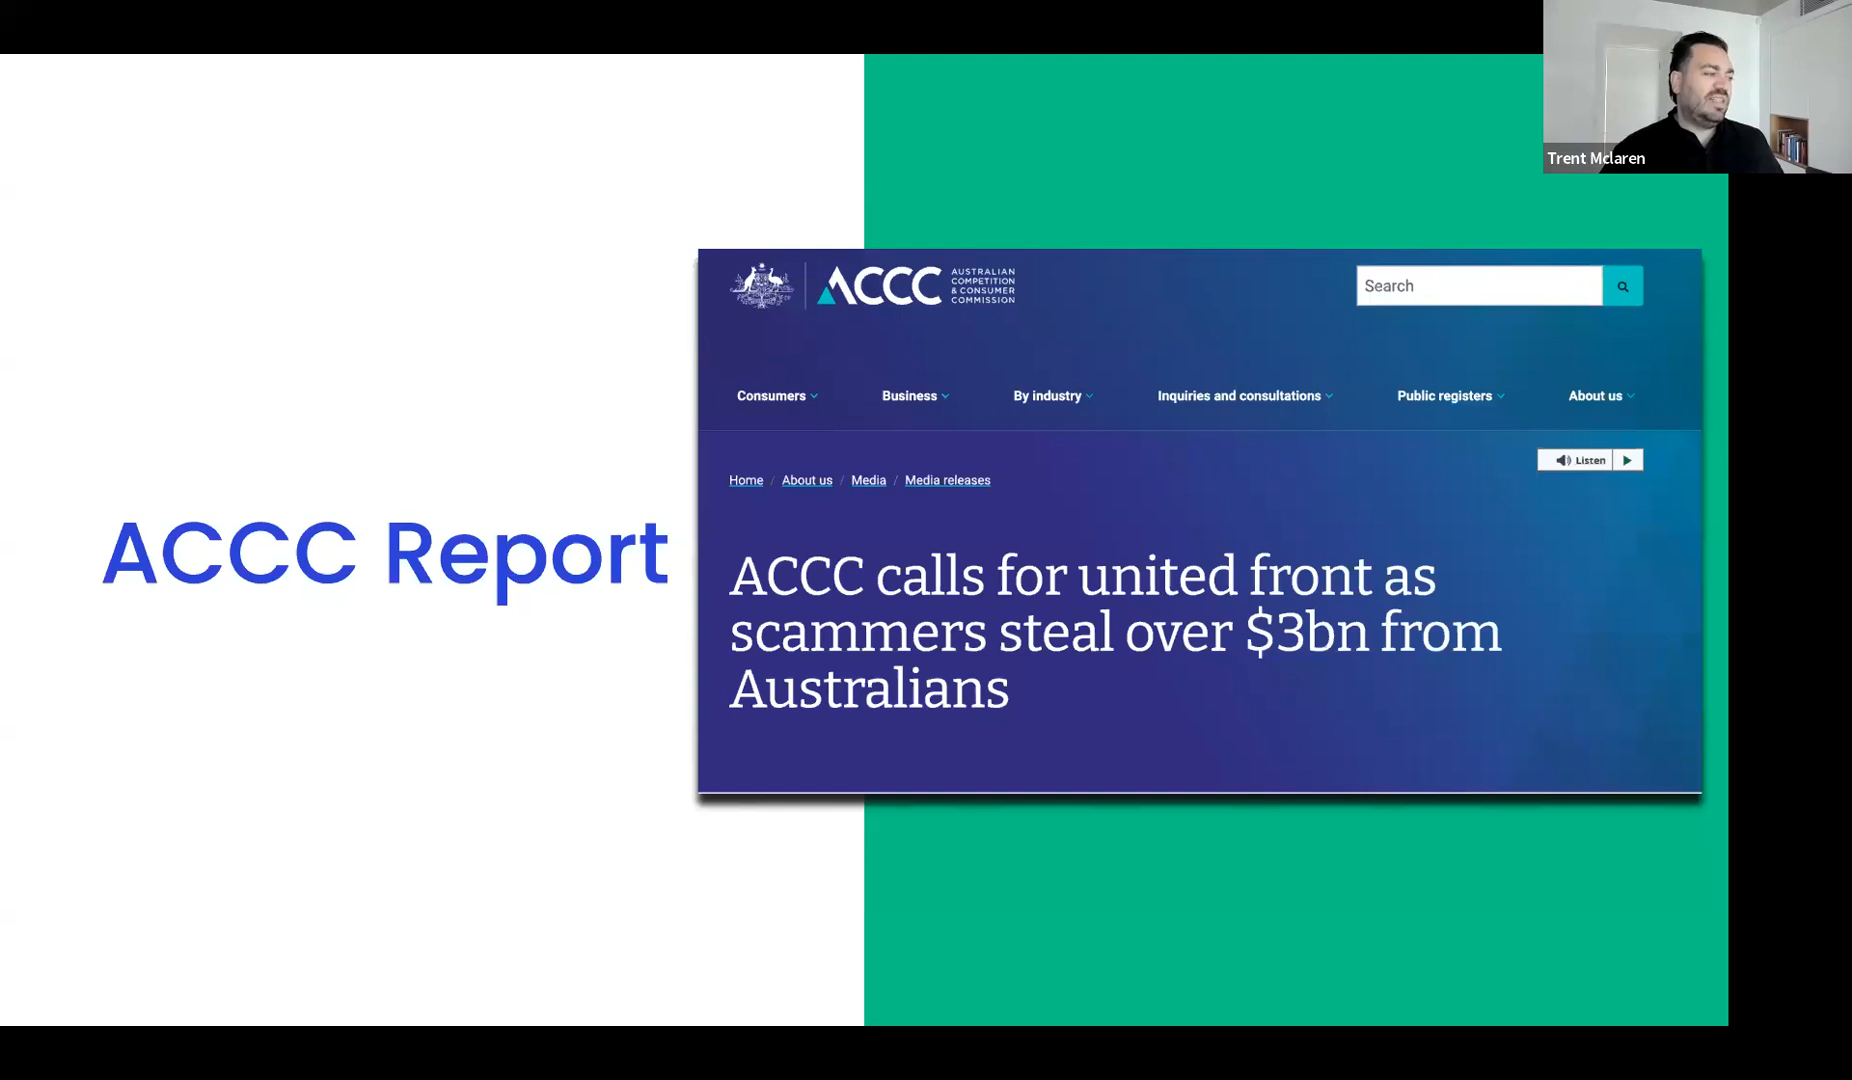 Trent Mclaren
ACCC Report
ACCC
AUSTRALIAN
COMPETITION
& CONSUMER
COMMISSION
Search
Consumers
Business
By industry
Inquiries and consultations
Public registers
About us
Listen
Home / About us / Media / Media releases
ACCC calls for united front as
scammers steal over $3bn from
Australians